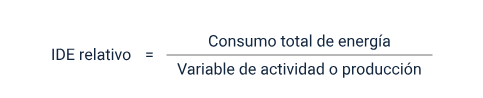 Consumo total de energía
IDE relativo =
Variable de actividad o producción